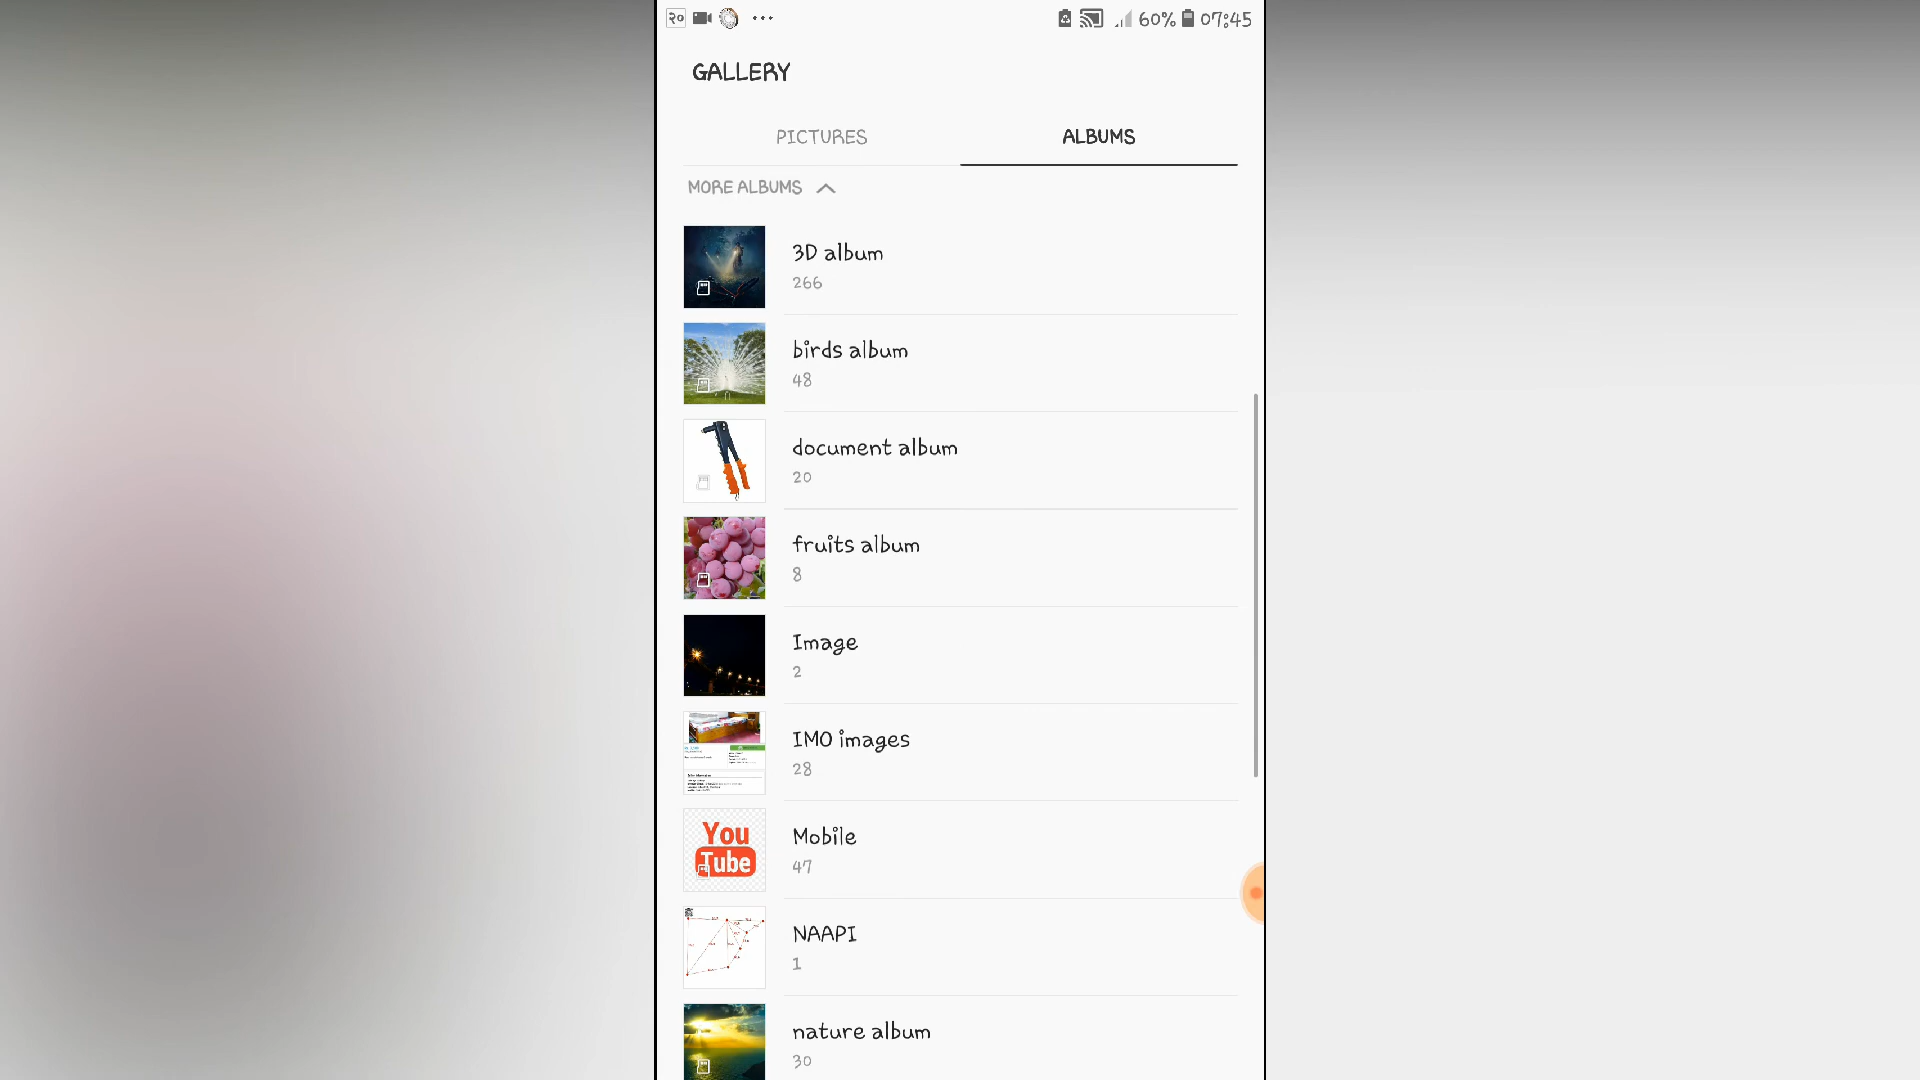 २० 60% 07:45
GALLERY
PICTURES ALBUMS
MORE ALBUMS
3D album
266
birds album
48
document album
20
fruits album
8
Image
2
IMO images
28
You
Tube
Mobile
47
NAAPI
1
nature album
30